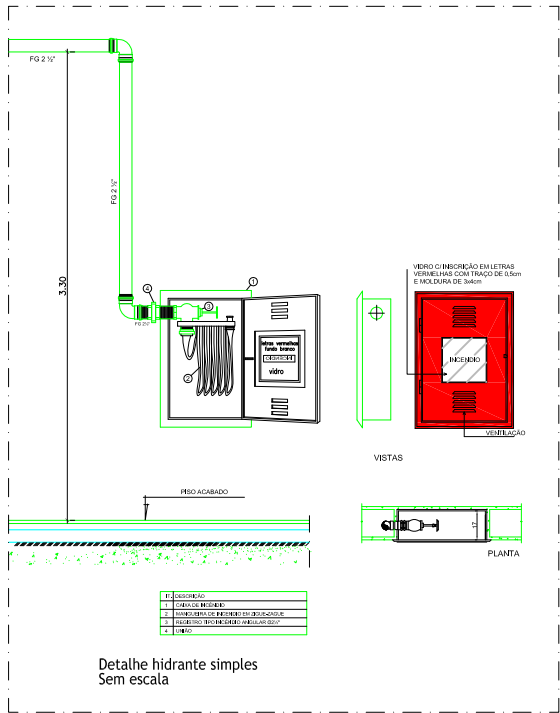 FG 2 ½"
FG 2 ½"
3.30
4
FG 2½"
1
3
2
letras vermelhas
fundo branco
INCENDIO
vidro
VIDRO C/ INSCRIÇÃO EM LETRAS
VERMELHAS COM TRAÇO DE 0,5cm
E MOLDURA DE 3x4cm
INCENDIO
VENTILAÇÃO
VISTAS
PISO ACABADO
17
PLANTA
IT. DESCRIÇÃO
1 CAIXA DE INCÊNDIO
2 MANGUEIRA DE INCENDIO EM ZIGUE-ZAGUE
3 REGISTRO TIPO INCÊNDIO ANGULAR Ø2½"
4 UNIÃO
Detalhe hidrante simples
Sem escala